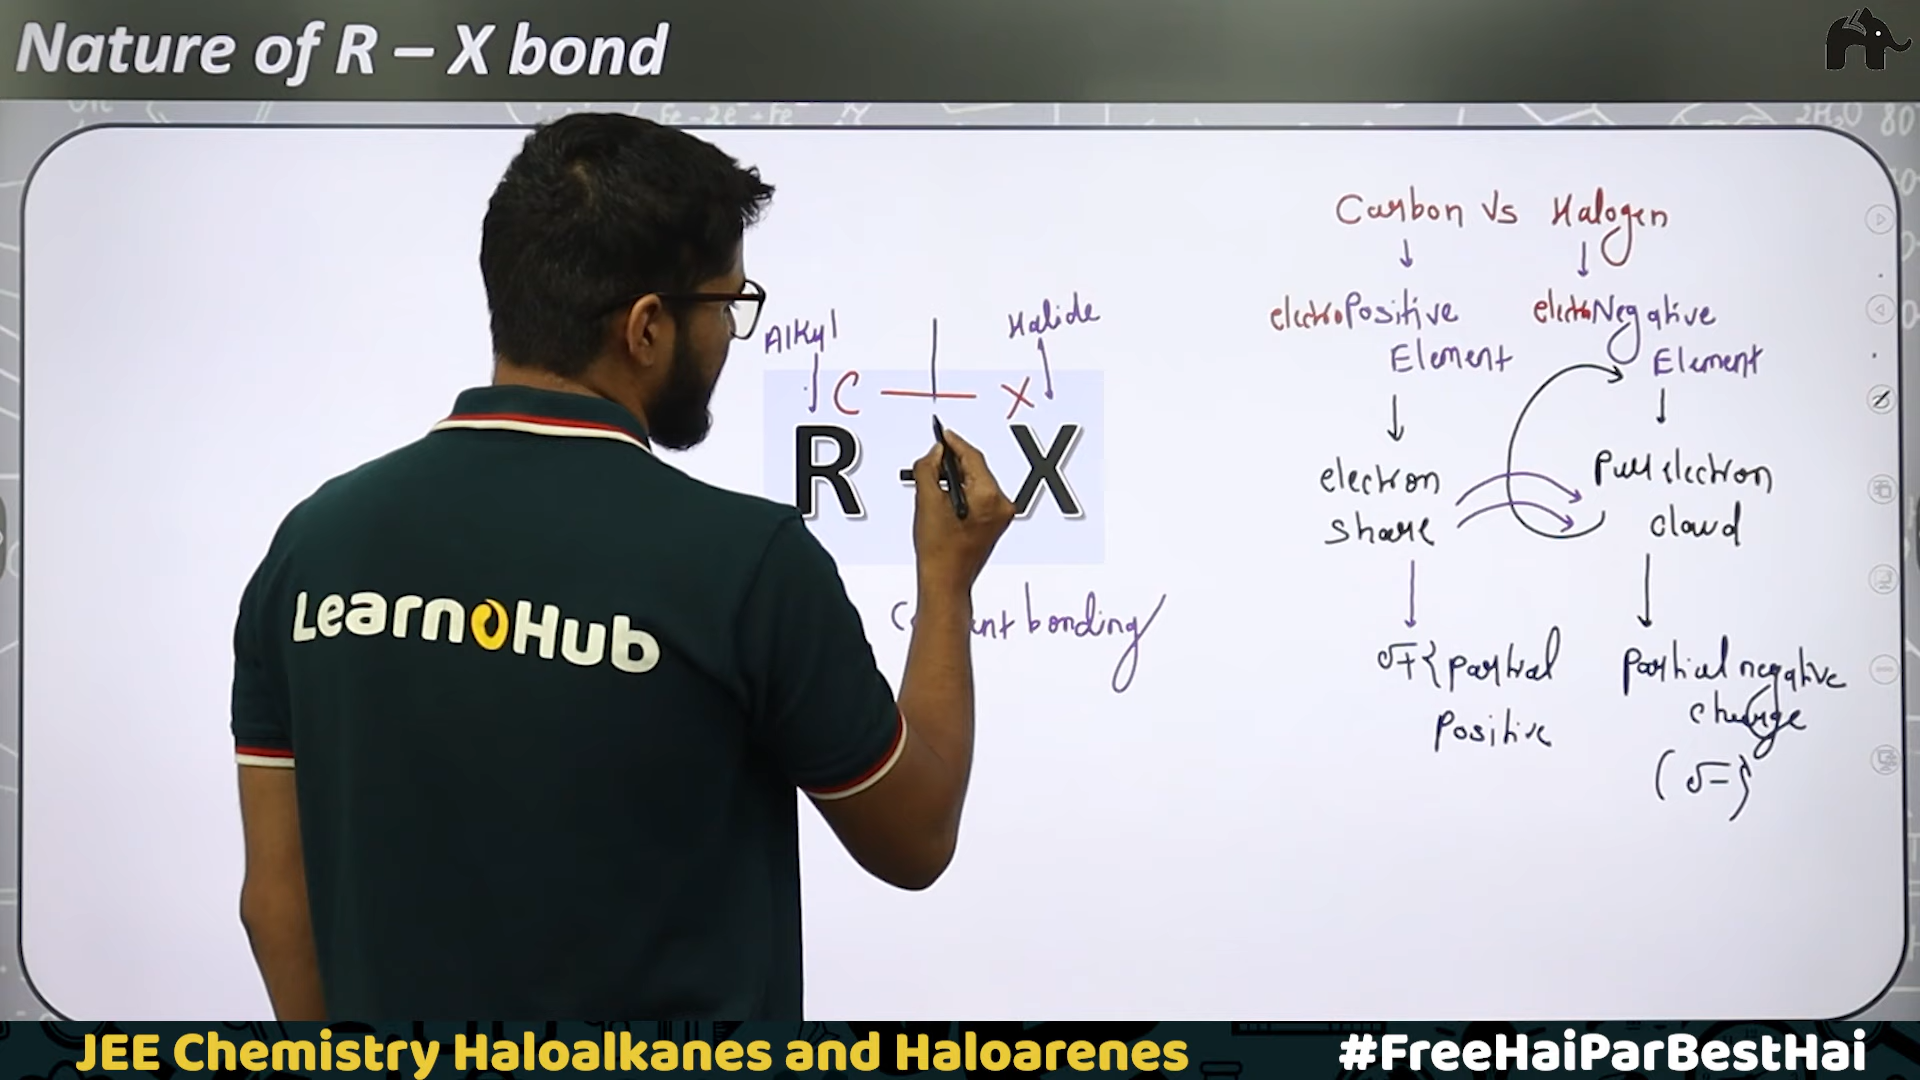 Nature of R – X bond
Carbon Vs Halogen
electroPositive
Element
electroNegative
Element
electron
share
Pull electron
cloud
δ+{partial
Positive
partial negative
charge
(δ-}
Alkyl
Halide
C X
R - X
bonding
LearnoHub
JEE Chemistry Haloalkanes and Haloarenes
#FreeHaiParBestHai